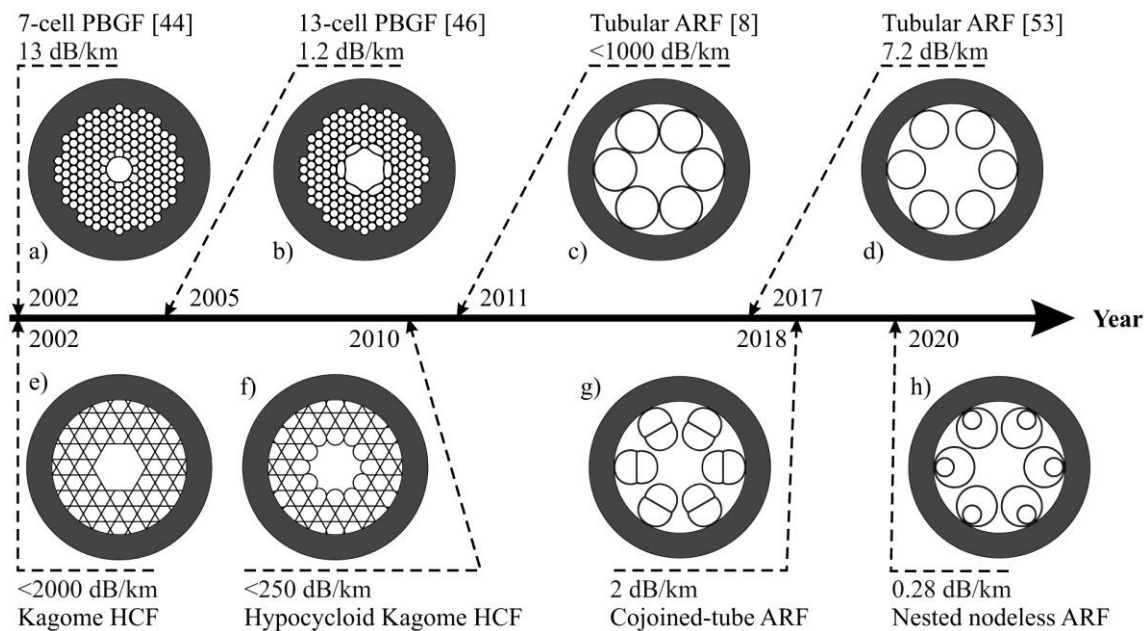 7-cell PBGF [44]
13 dB/km
13-cell PBGF [46]
1.2 dB/km
Tubular ARF [8]
<1000 dB/km
Tubular ARF [53]
7.2 dB/km
a)
b)
c)
d)
2002
2005
2011
2017
Year
2002
2010
2018
2020
e)
f)
g)
h)
<2000 dB/km
Kagome HCF
<250 dB/km
Hypocycloid Kagome HCF
2 dB/km
Cojoined-tube ARF
0.28 dB/km
Nested nodeless ARF